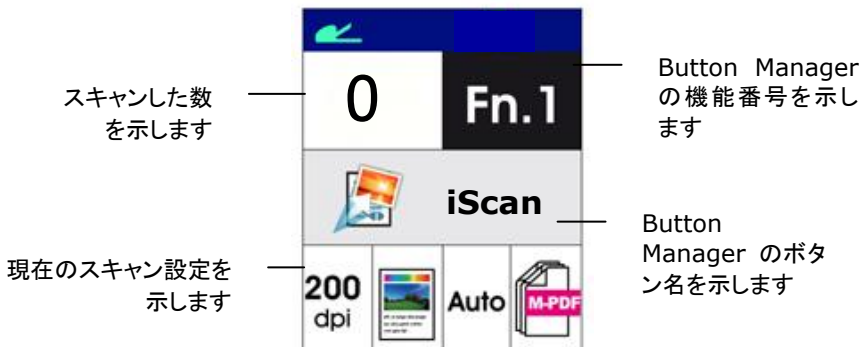 スキャンした数
を示します
0
Fn.1
Button Manager
の機能番号を示し
ます
iScan
Button
Manager のボタ
ン名を示します
現在のスキャン設定を
示します
200
dpi
Auto
M-PDF